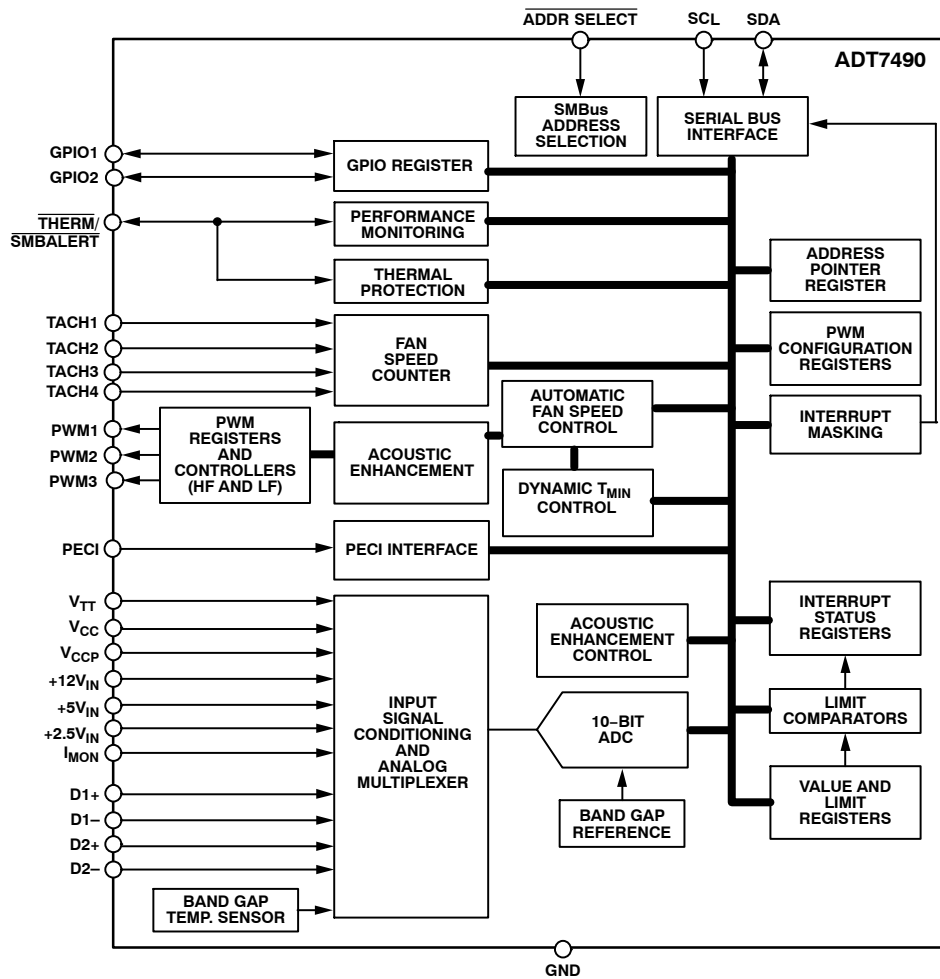 ADDR SELECT
SCL
SDA
ADT7490
SMBus
ADDRESS
SELECTION
SERIAL BUS
INTERFACE
GPIO1
GPIO2
GPIO REGISTER
THERM/
SMBALERT
PERFORMANCE
MONITORING
THERMAL
PROTECTION
ADDRESS
POINTER
REGISTER
TACH1
TACH2
TACH3
TACH4
FAN
SPEED
COUNTER
PWM
CONFIGURATION
REGISTERS
AUTOMATIC
FAN SPEED
CONTROL
INTERRUPT
MASKING
PWM1
PWM2
PWM3
PWM
REGISTERS
AND
CONTROLLERS
(HF AND LF)
ACOUSTIC
ENHANCEMENT
DYNAMIC TMIN
CONTROL
PECI
PECI INTERFACE
VTT
VCC
VCCP
+12VIN
+5VIN
+2.5VIN
IMON
D1+
D1–
D2+
D2–
INPUT
SIGNAL
CONDITIONING
AND
ANALOG
MULTIPLEXER
ACOUSTIC
ENHANCEMENT
CONTROL
INTERRUPT
STATUS
REGISTERS
10–BIT
ADC
LIMIT
COMPARATORS
BAND GAP
REFERENCE
VALUE AND
LIMIT
REGISTERS
BAND GAP
TEMP. SENSOR
GND